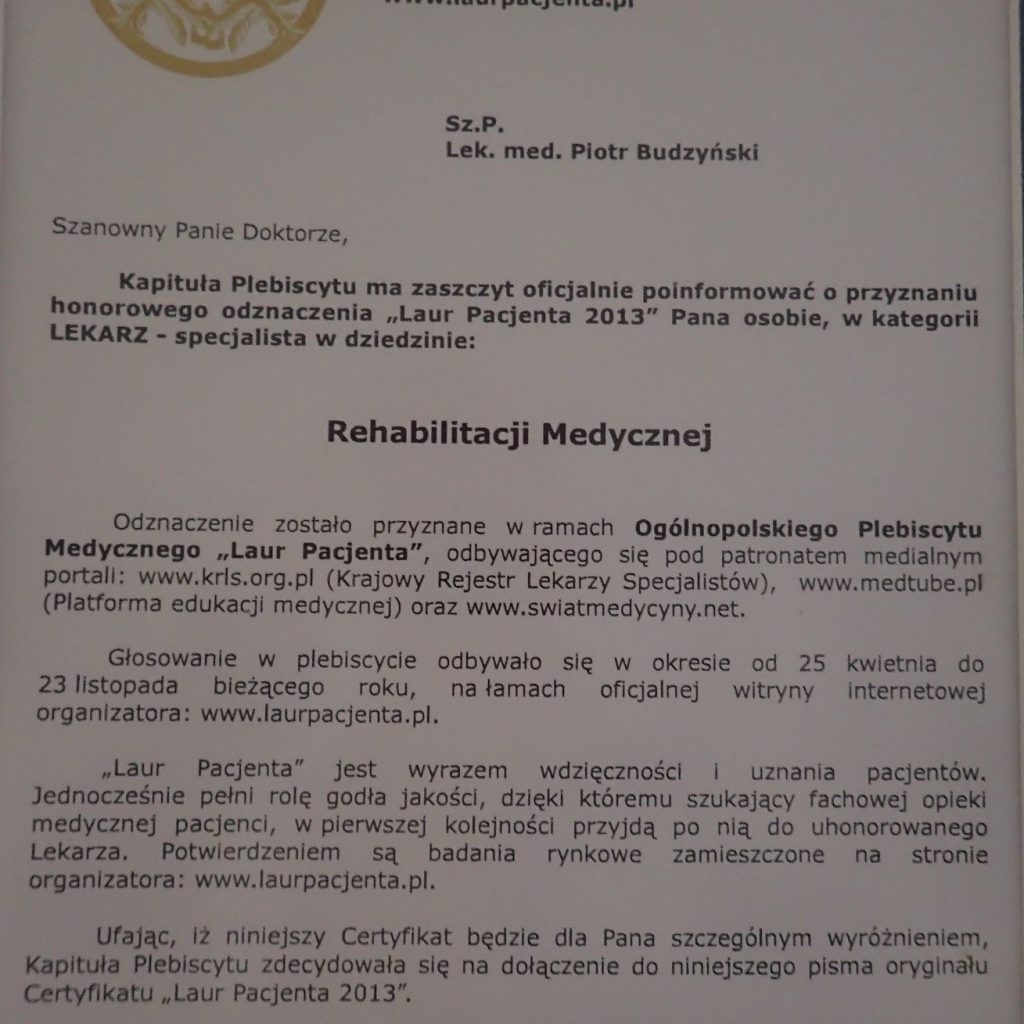 www.laurpacjenta.pl
Sz.P.
Lek. med. Piotr Budzyński
Szanowny Panie Doktorze,
Kapituła Plebiscytu ma zaszczyt oficjalnie poinformować o przyznaniu
honorowego odznaczenia „Laur Pacjenta 2013” Pana osobie, w kategorii
LEKARZ - specjalista w dziedzinie:
Rehabilitacji Medycznej
Odznaczenie zostało przyznane w ramach Ogólnopolskiego Plebiscytu
Medycznego „Laur Pacjenta”, odbywającego się pod patronatem medialnym
portali: www.krls.org.pl (Krajowy Rejestr Lekarzy Specjalistów), www.medtube.pl
(Platforma edukacji medycznej) oraz www.swiatmedycyny.net.
Głosowanie w plebiscycie odbywało się w okresie od 25 kwietnia do
23 listopada bieżącego roku, na łamach oficjalnej witryny internetowej
organizatora: www.laurpacjenta.pl.
„Laur Pacjenta” jest wyrazem wdzięczności i uznania pacjentów.
Jednocześnie pełni rolę godła jakości, dzięki któremu szukający fachowej opieki
medycznej pacjenci, w pierwszej kolejności przyjdą po nią do uhonorowanego
Lekarza. Potwierdzeniem są badania rynkowe zamieszczone na stronie
organizatora: www.laurpacjenta.pl.
Ufając, iż niniejszy Certyfikat będzie dla Pana szczególnym wyróżnieniem,
Kapituła Plebiscytu zdecydowała się na dołączenie do niniejszego pisma oryginału
Certyfikatu „Laur Pacjenta 2013”.